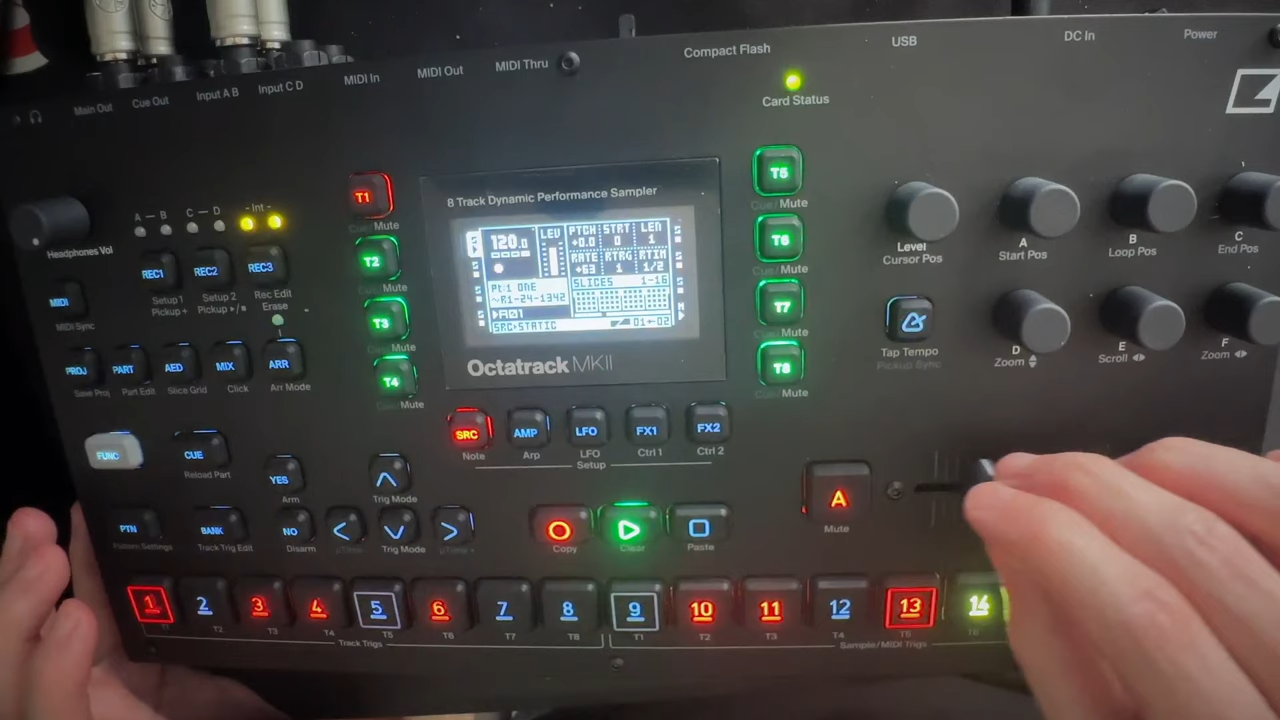 Compact Flash
USB
DC In
Power
MIDI In
MIDI Out
MIDI Thru
Main Out
Cue Out
Input A B
Input C D
Card Status
Headphones Vol
A — B
C — D
- Int -
REC1
REC2
REC3
Setup 1
Pickup +
Setup 2
Rec Edit
Erase
MIDI
MIDI Sync
PROJ
PART
AED
MIX
ARR
Save Proj
Part Edit
Slice Grid
Click
Arr Mode
T1
Cue/Mute
T2
Cue/Mute
T3
Cue/Mute
T4
Cue/Mute
8 Track Dynamic Performance Sampler
120.0
LEV
PTCH STRT LEN
+0.0 0 1
RATE RTRG RTIM
+63 1 1/2
SLICES 1-16
Pt:1 ONE
~R1-24-1342
A01
SRC:STATIC
01←02
Octatrack MKII
T5
Cue/Mute
T6
Cue/Mute
T7
Cue/Mute
T8
Cue/Mute
Level
Cursor Pos
A
Start Pos
B
Loop Pos
C
End Pos
Tap Tempo
Pickup Sync
D
Zoom
E
Scroll
F
Zoom
SRC
AMP
LFO
FX1
FX2
Note
Arp
LFO
Ctrl 1
Ctrl 2
Setup
FUNC
CUE
Reload Part
YES
Arm
Trig Mode
PTN
Pattern Settings
BANK
Track Trig Edit
NO
Disarm
Trig Mode
Copy
Clear
Paste
A
Mute
1 2 3 4 5 6 7 8 9 10 11 12 13 14
T2 T3 T4 T5 T6 T7 T8 T1 T2 T3 T4 T5 T6
Track Trigs
Sample/MIDI Trigs